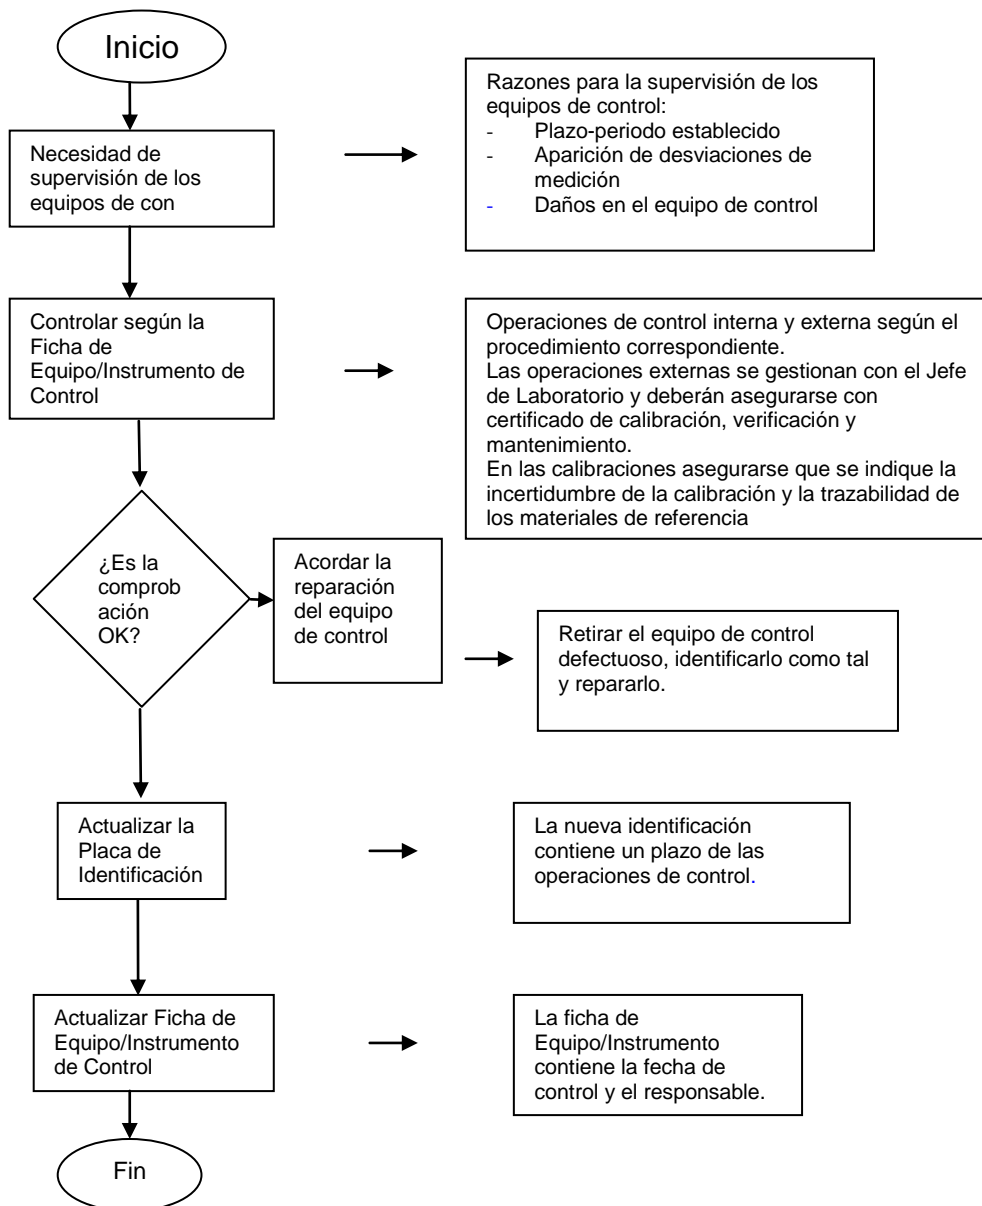 Inicio
Razones para la supervisión de los
equipos de control:
- Plazo-periodo establecido
- Aparición de desviaciones de
medición
- Daños en el equipo de control
Necesidad de
supervisión de los
equipos de con
Controlar según la
Ficha de
Equipo/Instrumento de
Control
Operaciones de control interna y externa según el
procedimiento correspondiente.
Las operaciones externas se gestionan con el Jefe
de Laboratorio y deberán asegurarse con
certificado de calibración, verificación y
mantenimiento.
En las calibraciones asegurarse que se indique la
incertidumbre de la calibración y la trazabilidad de
los materiales de referencia
¿Es la
comprob
ación
OK?
Acordar la
reparación
del equipo
de control
Retirar el equipo de control
defectuoso, identificarlo como tal
y repararlo.
Actualizar la
Placa de
Identificación
La nueva identificación
contiene un plazo de las
operaciones de control.
Actualizar Ficha de
Equipo/Instrumento
de Control
La ficha de
Equipo/Instrumento
contiene la fecha de
control y el responsable.
Fin